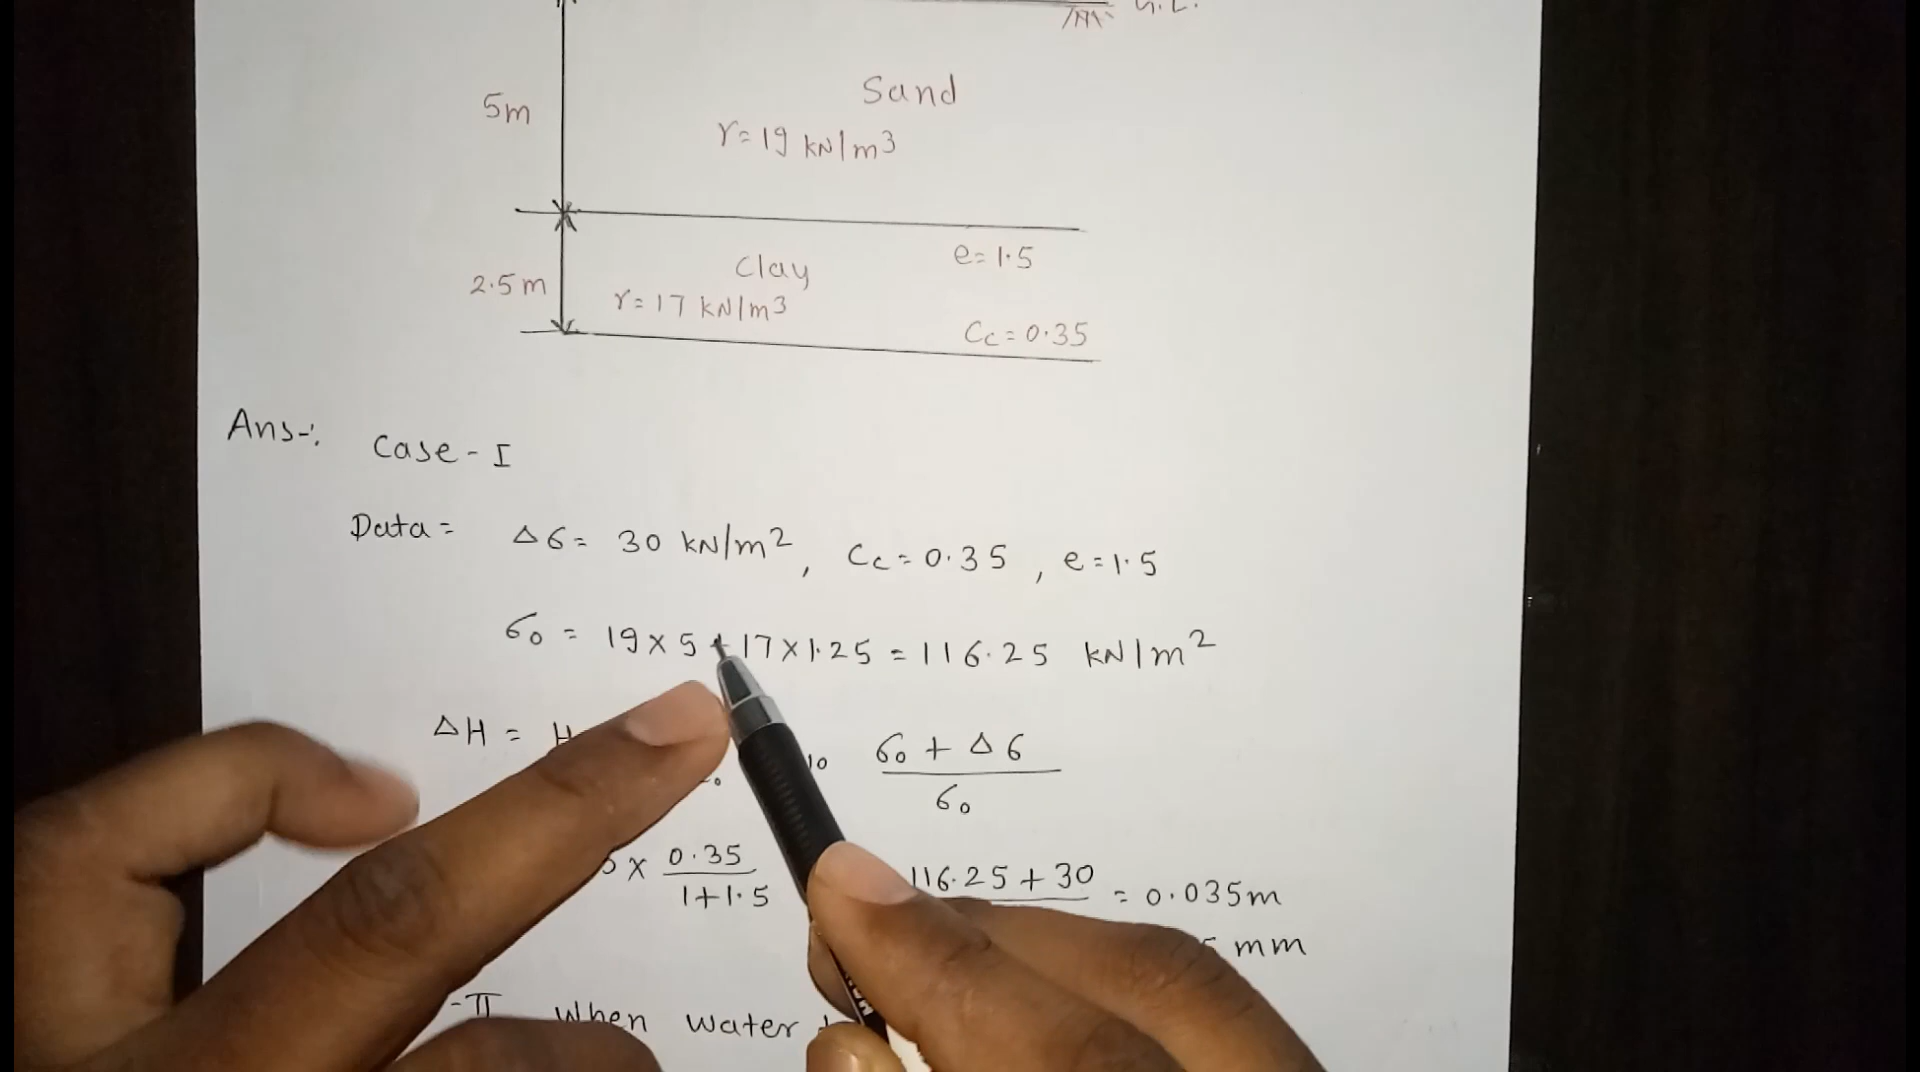 G.L.
Sand
5m
γ=19 kN/m3
e=1.5
Clay
2.5m
γ=17 kN/m3
Cc=0.35
Ans-:
Case-I
Data= Δσ= 30 kN/m2, Cc=0.35, e=1.5
σ0 = 19×5+17×1.25=116.25 kN/m2
ΔH = H 10 σ0+Δσ
σ0
× 0.35 116.25+30 = 0.035m
1+1.5
mm
-II When water